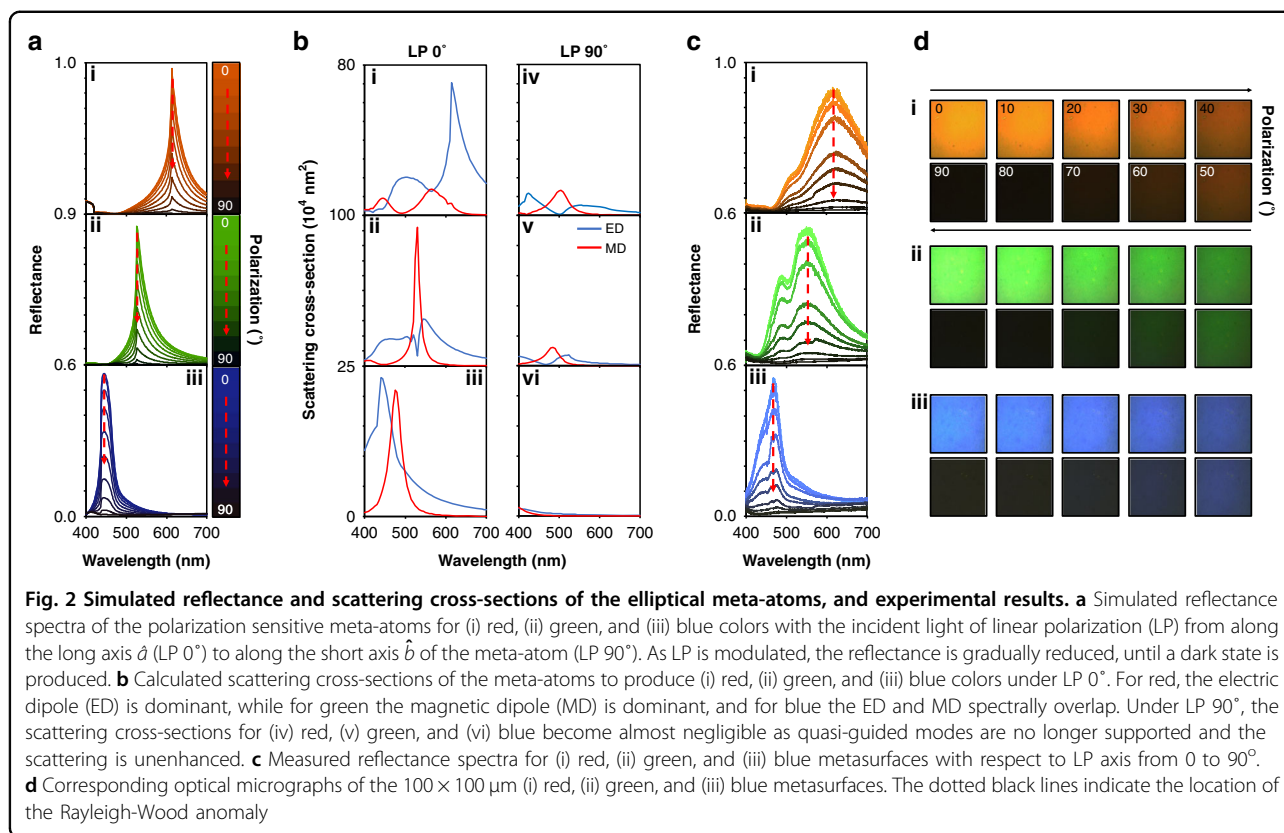 a
b
c
d
LP 0˚
LP 90˚
1.0
i
0
0.9
90
ii
0
0.6
90
iii
0
0.0
90
Reflectance
Polarization (˚)
400 500 600 700
Wavelength (nm)
80
i
iv
100
ii
v
ED
MD
25
iii
vi
0
Scattering cross-section (10⁴ nm²)
400 500 600 700
400 500 600 700
Wavelength (nm)
1.0
i
0.6
ii
0.6
iii
0.0
Reflectance
400 500 600 700
Wavelength (nm)
i
0 10 20 30 40
90 80 70 60 50
Polarization (°)
ii
iii
Fig. 2 Simulated reflectance and scattering cross-sections of the elliptical meta-atoms, and experimental results. a Simulated reflectance
spectra of the polarization sensitive meta-atoms for (i) red, (ii) green, and (iii) blue colors with the incident light of linear polarization (LP) from along
the long axis â (LP 0˚) to along the short axis b̂ of the meta-atom (LP 90˚). As LP is modulated, the reflectance is gradually reduced, until a dark state is
produced. b Calculated scattering cross-sections of the meta-atoms to produce (i) red, (ii) green, and (iii) blue colors under LP 0˚. For red, the electric
dipole (ED) is dominant, while for green the magnetic dipole (MD) is dominant, and for blue the ED and MD spectrally overlap. Under LP 90˚, the
scattering cross-sections for (iv) red, (v) green, and (vi) blue become almost negligible as quasi-guided modes are no longer supported and the
scattering is unenhanced. c Measured reflectance spectra for (i) red, (ii) green, and (iii) blue metasurfaces with respect to LP axis from 0 to 90°.
d Corresponding optical micrographs of the 100 × 100 μm (i) red, (ii) green, and (iii) blue metasurfaces. The dotted black lines indicate the location of
the Rayleigh-Wood anomaly